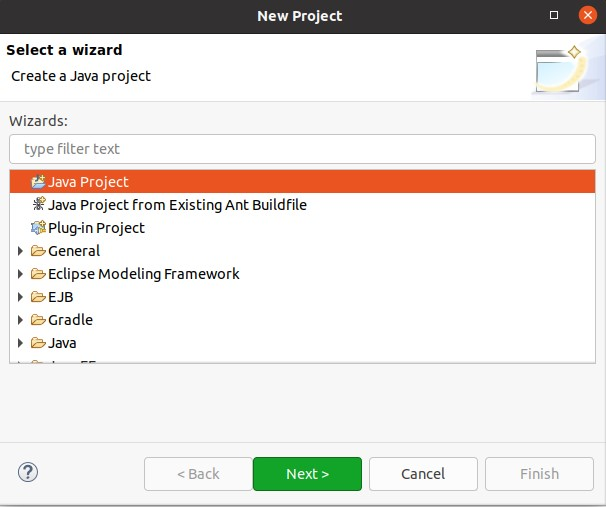 New Project
Select a wizard
Create a Java project
Wizards:
type filter text
Java Project
Java Project from Existing Ant Buildfile
Plug-in Project
General
Eclipse Modeling Framework
EJB
Gradle
Java
< Back Next > Cancel Finish